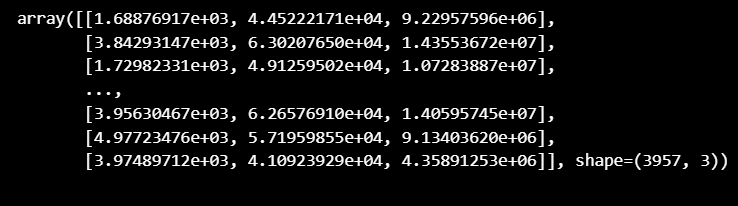 array([[1.68876917e+03, 4.45222171e+04, 9.22957596e+06],
[3.84293147e+03, 6.30207650e+04, 1.43553672e+07],
[1.72982331e+03, 4.91259502e+04, 1.07283887e+07],
...,
[3.95630467e+03, 6.26576910e+04, 1.40595745e+07],
[4.97723476e+03, 5.71959855e+04, 9.13403620e+06],
[3.97489712e+03, 4.10923929e+04, 4.35891253e+06]], shape=(3957, 3))